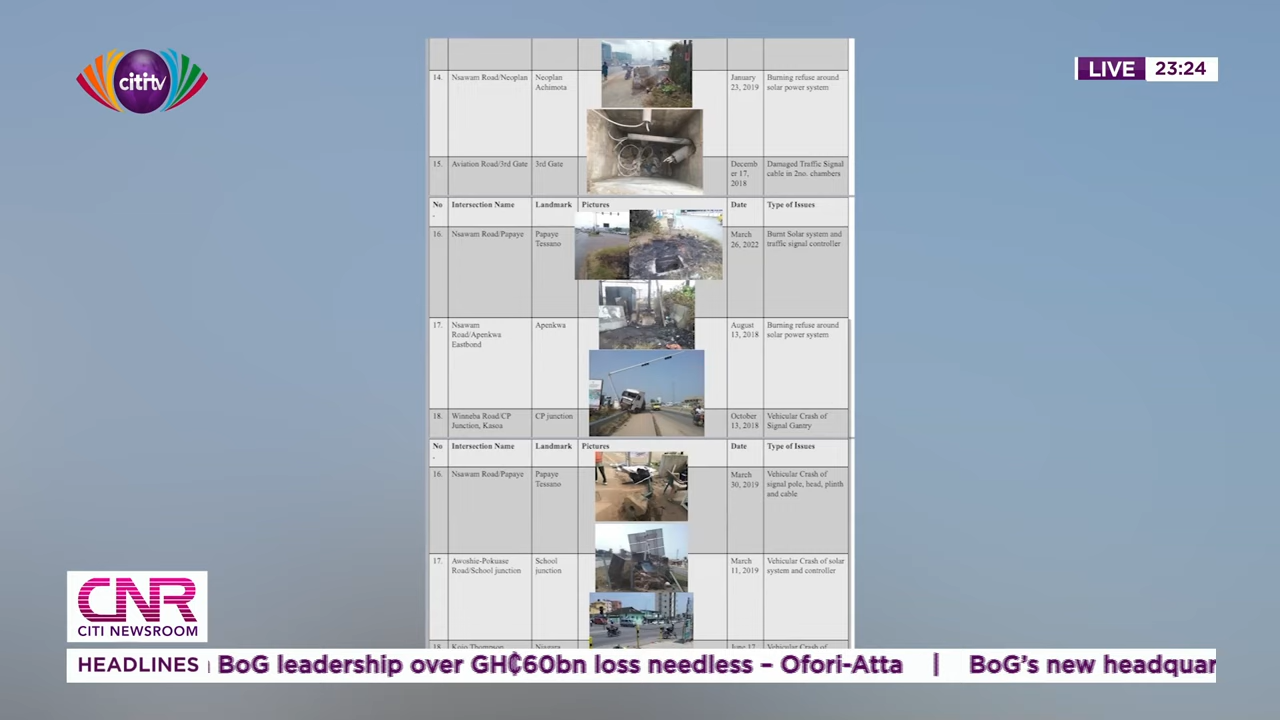 citi tv
LIVE 23:24
14. Nsawam Road/Neoplan Neoplan January Burning refuse around
Achimota 23, 2019 solar power system
15. Aviation Road/3rd Gate 3rd Gate Decemb Damaged Traffic Signal
er 17, cable in 2no. chambers
2018
No Intersection Name Landmark Pictures Date Type of Issues
.
16. Nsawam Road/Papaye Papaye March Burnt Solar system and
Tessano 26, 2022 traffic signal controller
17. Nsawam Apenkwa August Burning refuse around
Road/Apenkwa 13, 2018 solar power system
Eastbond
18. Winneba Road/CP CP junction October Vehicular Crash of
Junction, Kasoa 13, 2018 Signal Gantry
No Intersection Name Landmark Pictures Date Type of Issues
.
16. Nsawam Road/Papaye Papaye March Vehicular Crash of
Tessano 30, 2019 signal pole, head, plinth
and cable
17. Awoshie-Pokuase School March Vehicular Crash of solar
Road/School junction junction 11, 2019 system and controller
18. Kojo Thompson June 17 Vehicular Crash of
CNR
CITI NEWSROOM
HEADLINES BoG leadership over GH₵60bn loss needless – Ofori-Atta | BoG's new headquar